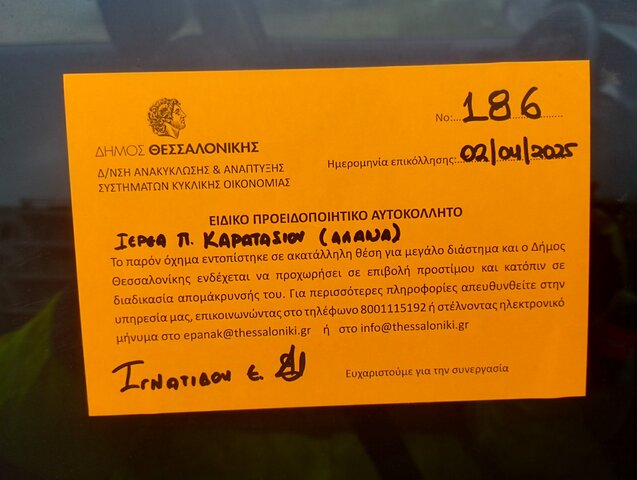 Νο:...186...
ΔΗΜΟΣ ΘΕΣΣΑΛΟΝΙΚΗΣ
Δ/ΝΣΗ ΑΝΑΚΥΚΛΩΣΗΣ & ΑΝΑΠΤΥΞΗΣ
ΣΥΣΤΗΜΑΤΩΝ ΚΥΚΛΙΚΗΣ ΟΙΚΟΝΟΜΙΑΣ
Ημερομηνία επικόλλησης:02/04/2025
ΕΙΔΙΚΟ ΠΡΟΕΙΔΟΠΟΙΗΤΙΚΟ ΑΥΤΟΚΟΛΛΗΤΟ
ΙΕΡΕΑ Π. ΚΑΡΑΤΑΣΙΟΥ (ΑΛΑΝΑ)
Το παρόν όχημα εντοπίστηκε σε ακατάλληλη θέση για μεγάλο διάστημα και ο Δήμος
Θεσσαλονίκης ενδέχεται να προχωρήσει σε επιβολή προστίμου και κατόπιν σε
διαδικασία απομάκρυνσής του. Για περισσότερες πληροφορίες απευθυνθείτε στην
υπηρεσία μας, επικοινωνώντας στο τηλέφωνο 8001115192 ή στέλνοντας ηλεκτρονικό
μήνυμα στο epanak@thessaloniki.gr ή στο info@thessaloniki.gr
ΙΓΝΑΤΙΔΟΥ Ε.
Ευχαριστούμε για την συνεργασία